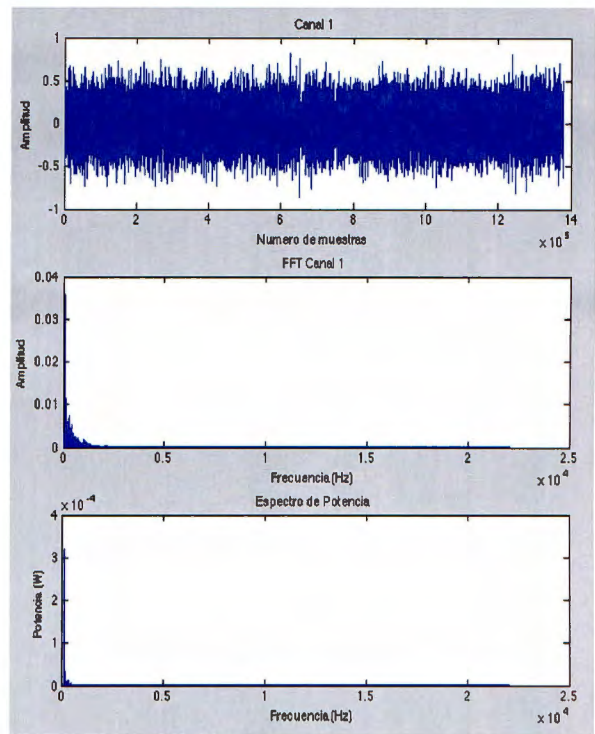 Canal 1
1
0.5
0
-0.5
-1
Amplitud
0 2 4 6 8 10 12 14
Numero de muestras
x 10^5
FFT Canal 1
0.04
0.03
0.02
0.01
0
Amplitud
0 0.5 1 1.5 2 2.5
Frecuencia(Hz)
x 10^4
Espectro de Potencia
x 10^-4
4
3
2
1
0
Potencia (W)
0 0.5 1 1.5 2 2.5
Frecuencia(Hz)
x 10^4